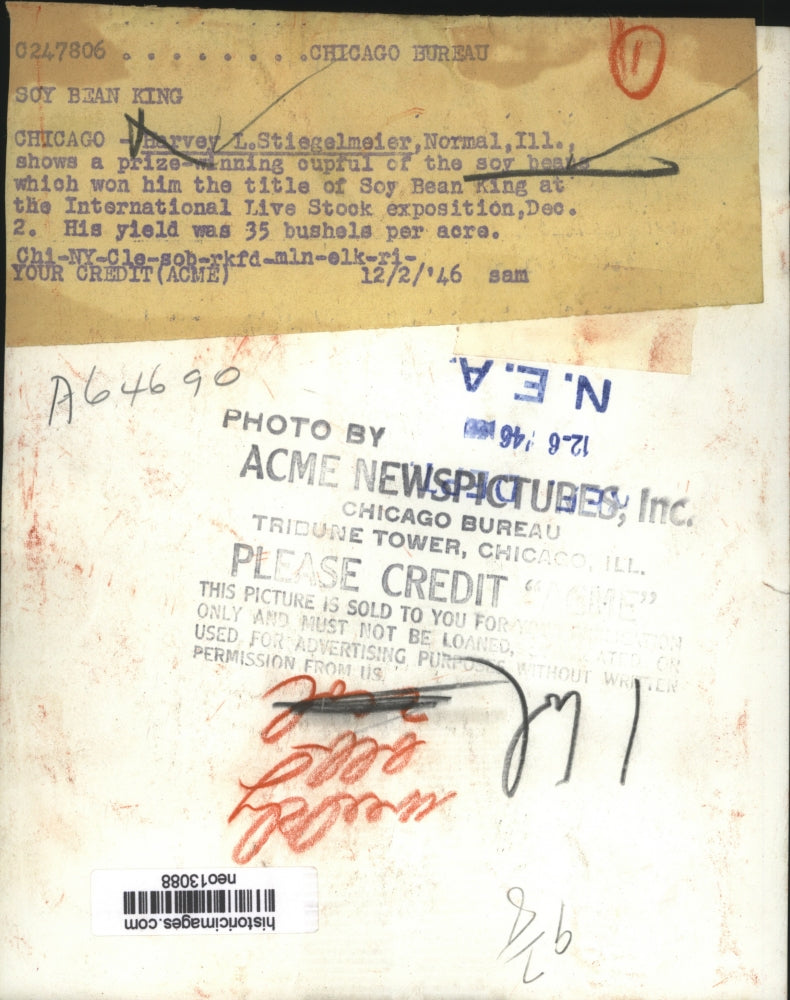 C247806 . . . . . . . . .CHICAGO BUREAU
1
SOY BEAN KING
CHICAGO - Harvey L.Stiegelmeier,Normal,Ill.,
shows a prize-winning cupful of the soy beans
which won him the title of Soy Bean King at
the International Live Stock exposition,Dec.
2. His yield was 35 bushels per acre.
Chi-NY-Cle-sob-rkfd-mln-elk-ri-
YOUR CREDIT(ACME) 12/2/'46 sam
A64690
N.E.A.
12-6 '46
PHOTO BY
ACME NEWSPICTURES, Inc.
CHICAGO BUREAU
TRIBUNE TOWER, CHICAGO, ILL.
PLEASE CREDIT "ACME"
THIS PICTURE IS SOLD TO YOU FOR
ONLY AND MUST NOT BE LOANED,
USED FOR ADVERTISING PURPOSES WITHOUT WRITTEN
PERMISSION FROM US.
2 col
weekly
neo13088
historicimages.com